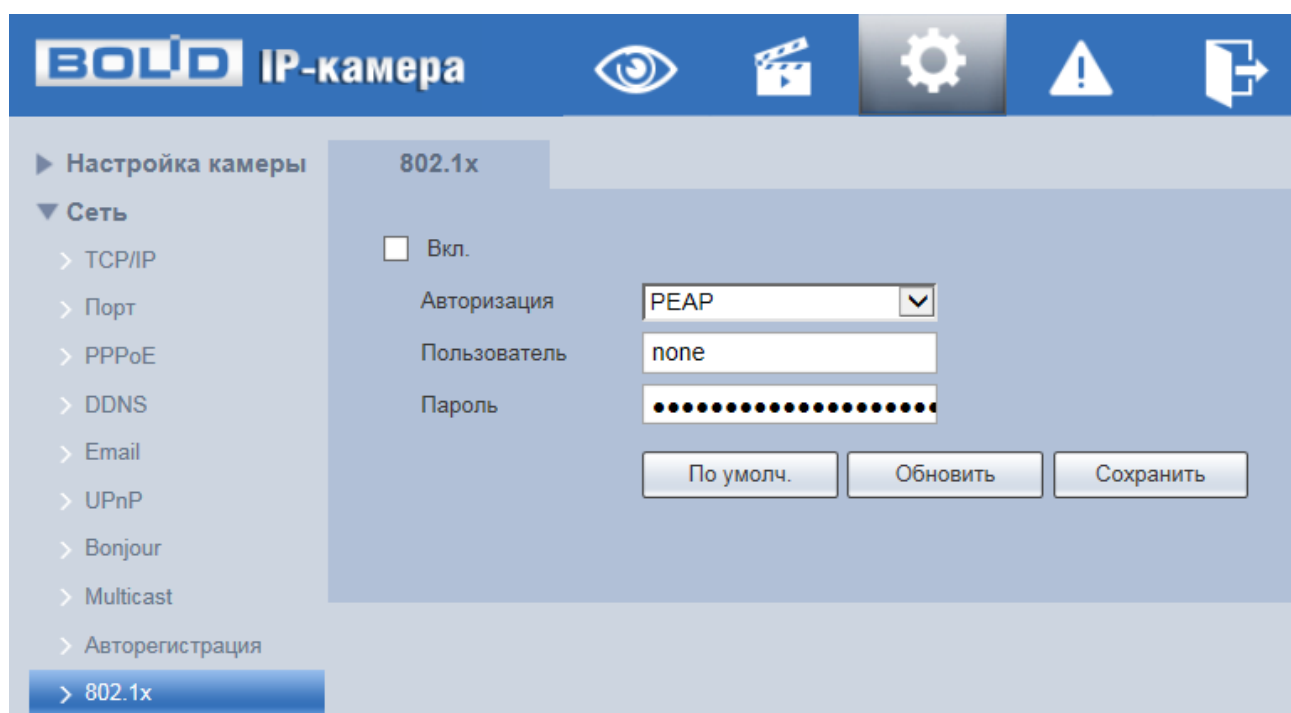 BOLID IP-камера
Настройка камеры
802.1x
Сеть
Вкл.
TCP/IP
Авторизация PEAP
Порт
Пользователь none
PPPoE
DDNS
Пароль ●●●●●●●●●●●●●●●●●●●●
Email
По умолч. Обновить Сохранить
UPnP
Bonjour
Multicast
Авторегистрация
802.1x